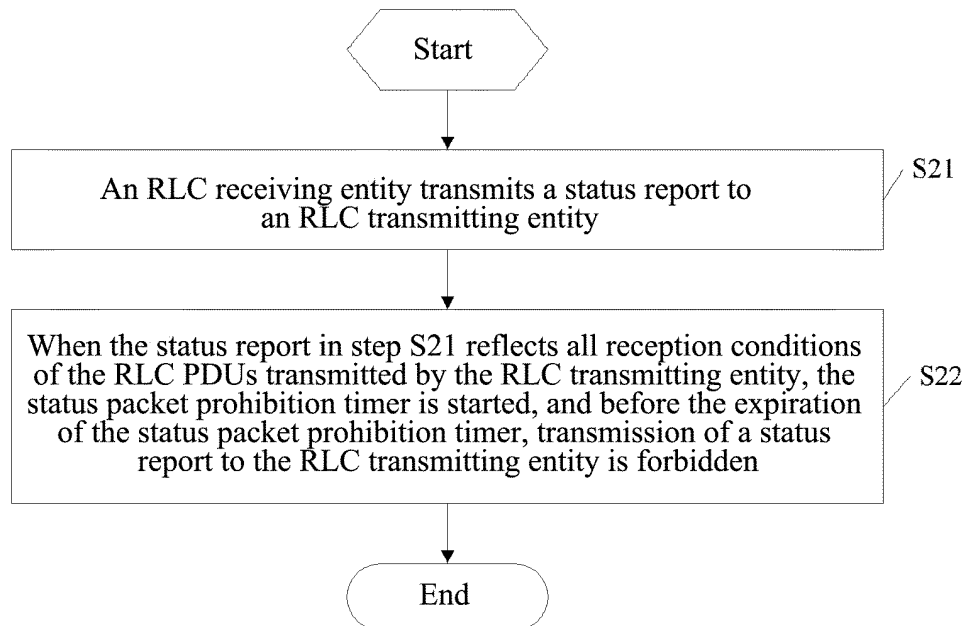 Start
An RLC receiving entity transmits a status report to
an RLC transmitting entity
S21
When the status report in step S21 reflects all reception conditions
of the RLC PDUs transmitted by the RLC transmitting entity, the
status packet prohibition timer is started, and before the expiration
of the status packet prohibition timer, transmission of a status
report to the RLC transmitting entity is forbidden
S22
End